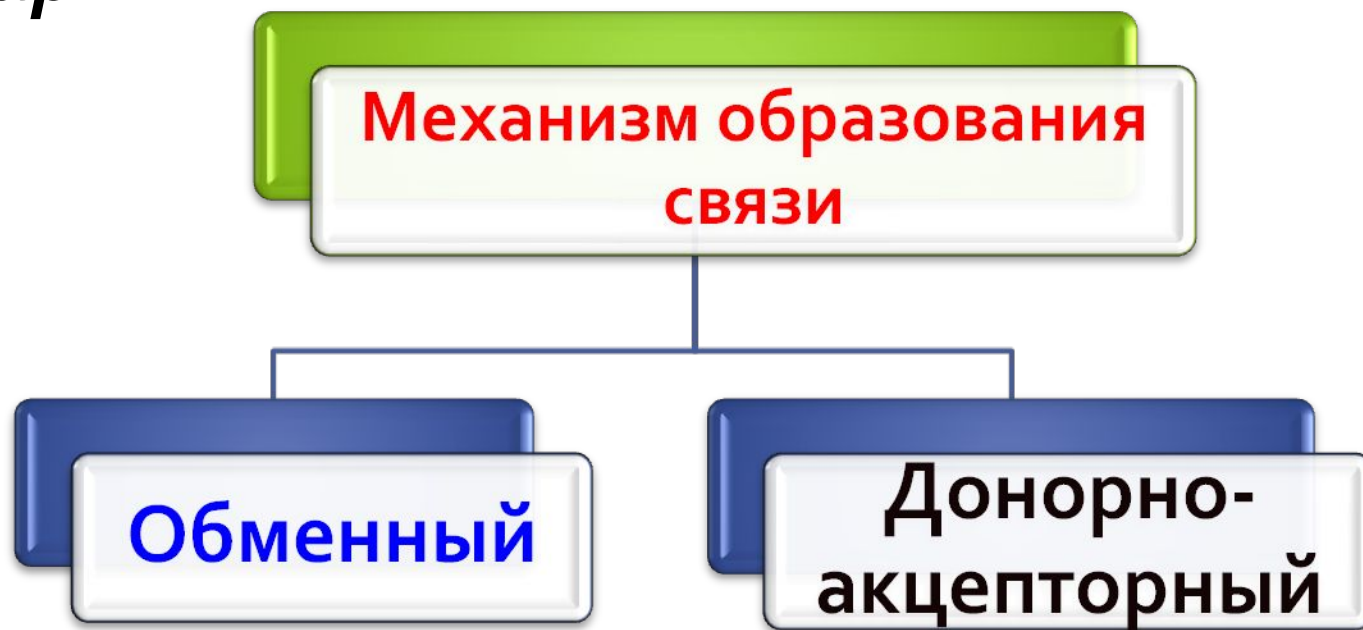 Механизм образования
связи
Обменный
Донорно-
акцепторный